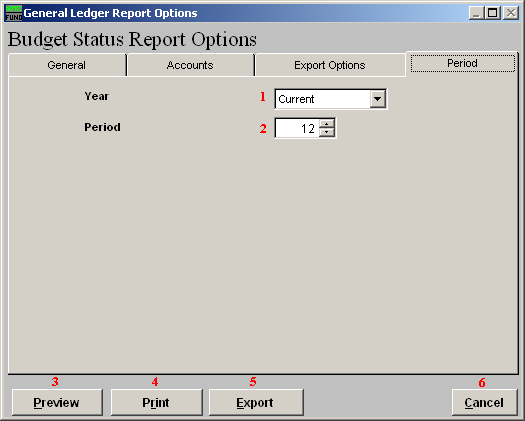 FUND General Ledger Report Options
Budget Status Report Options
General Accounts Export Options Period
Year 1 Current
Period 2 12
3 4 5 6
Preview Print Export Cancel